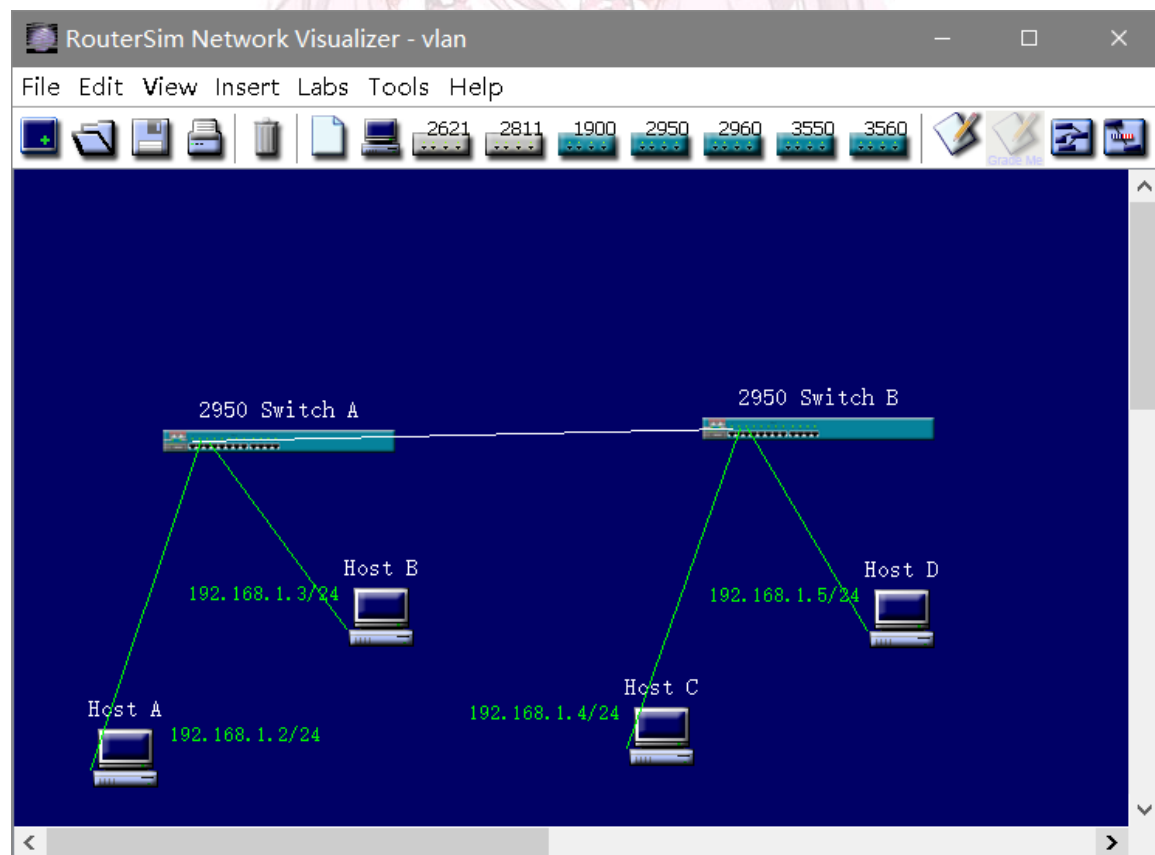 RouterSim Network Visualizer - vlan
File Edit View Insert Labs Tools Help
2621 2811 1900 2950 2960 3550 3560
Grade Me
2950 Switch A
2950 Switch B
Host B
192.168.1.3/24
Host D
192.168.1.5/24
Host A
192.168.1.2/24
Host C
192.168.1.4/24